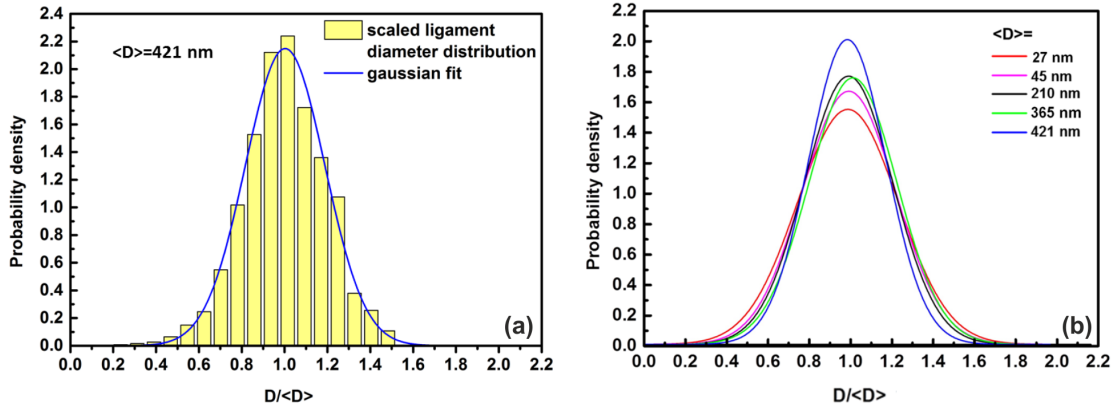 2.2
2.0
1.8
1.6
1.4
1.2
1.0
0.8
0.6
0.4
0.2
0.0
Probability density
<D>=421 nm
scaled ligament
diameter distribution
gaussian fit
(a)
0.0 0.2 0.4 0.6 0.8 1.0 1.2 1.4 1.6 1.8 2.0 2.2
D/<D>
2.2
2.0
1.8
1.6
1.4
1.2
1.0
0.8
0.6
0.4
0.2
0.0
Probability density
<D>=
27 nm
45 nm
210 nm
365 nm
421 nm
(b)
0.0 0.2 0.4 0.6 0.8 1.0 1.2 1.4 1.6 1.8 2.0 2.2
D/<D>